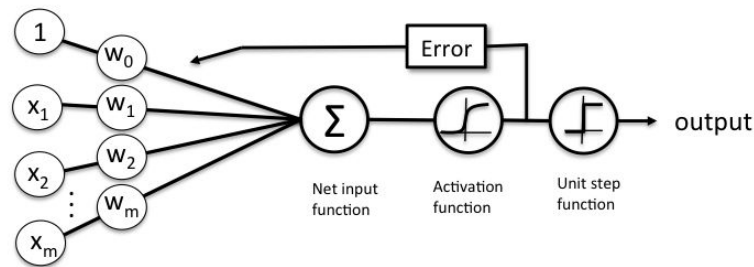 1
w0
Error
x1
w1
Σ
output
x2
w2
⋮
wm
xm
Net input
function
Activation
function
Unit step
function